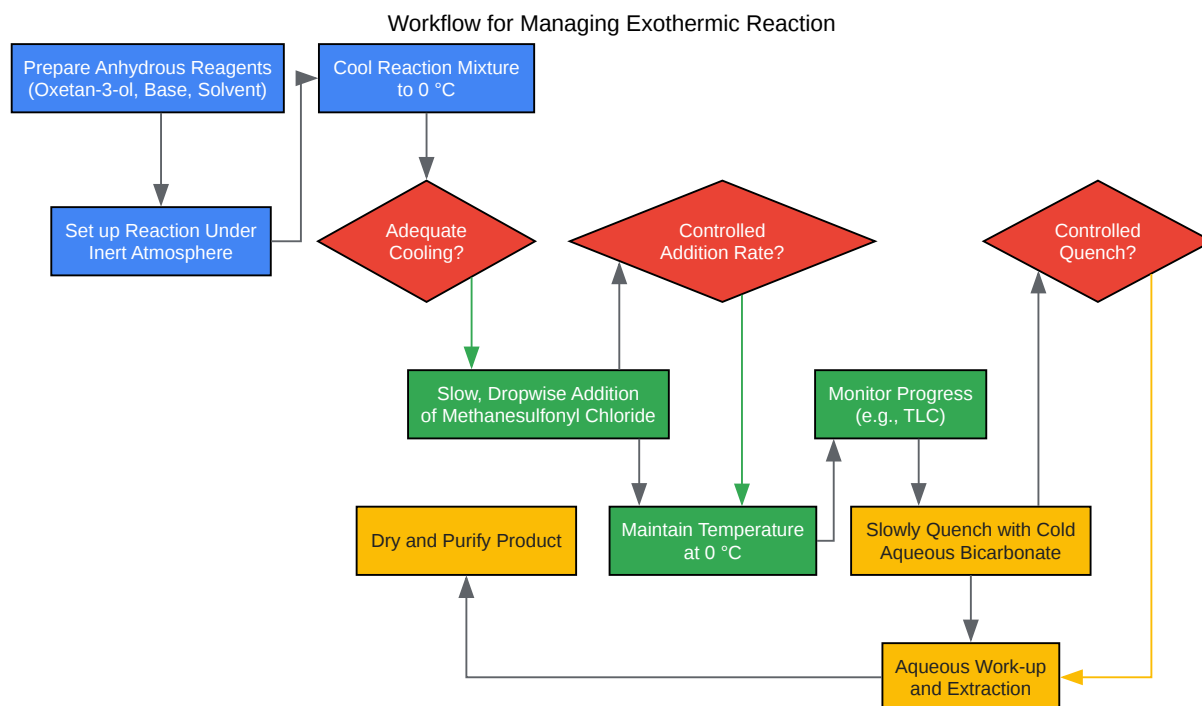 Workflow for Managing Exothermic Reaction
Prepare Anhydrous Reagents
(Oxetan-3-ol, Base, Solvent)
Cool Reaction Mixture
to 0 °C
Set up Reaction Under
Inert Atmosphere
Adequate
Cooling?
Controlled
Addition Rate?
Controlled
Quench?
Slow, Dropwise Addition
of Methanesulfonyl Chloride
Monitor Progress
(e.g., TLC)
Dry and Purify Product
Maintain Temperature
at 0 °C
Slowly Quench with Cold
Aqueous Bicarbonate
Aqueous Work-up
and Extraction